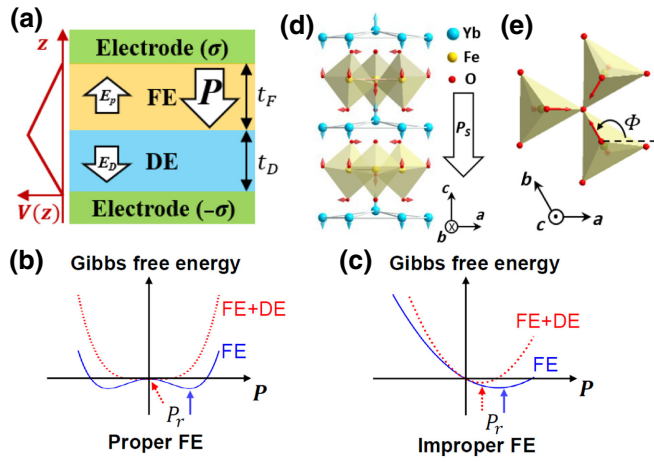 (a)
z
Electrode (σ)
E_p
FE
P
t_F
E_D
DE
t_D
Electrode (−σ)
V(z)
(d)
Yb
Fe
O
P_s
c
b
a
(e)
Φ
b
c
a
(b)
Gibbs free energy
FE+DE
FE
P_r
P
Proper FE
(c)
Gibbs free energy
FE+DE
FE
P_r
P
Improper FE